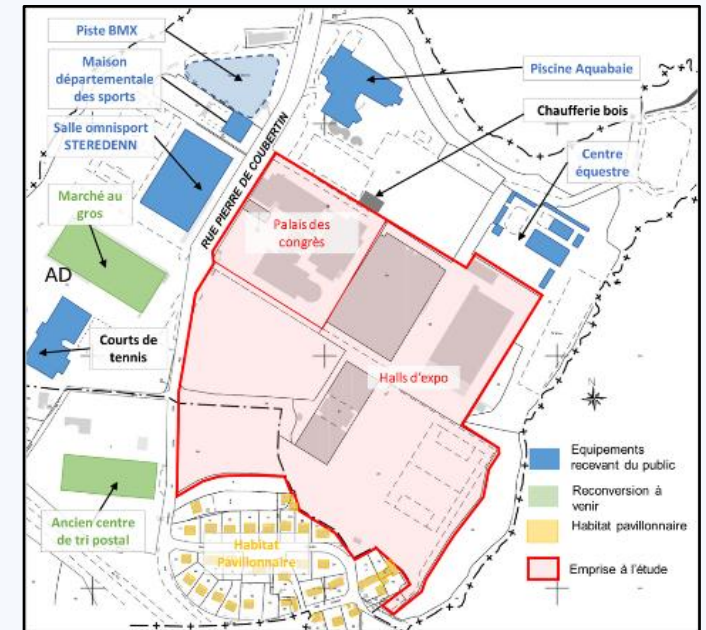 Piste BMX
Maison
départementale
des sports
Salle omnisport
STEREDENN
Marché au
gros
AD
Courts de
tennis
Ancien centre
de tri postal
RUE PIERRE DE COUBERTIN
Piscine Aquabaie
Chaufferie bois
Centre
équestre
Palais des
congrès
Halls d'expo
Habitat
Pavillonnaire
N
Equipements
recevant du public
Reconversion à
venir
Habitat pavillonnaire
Emprise à l'étude